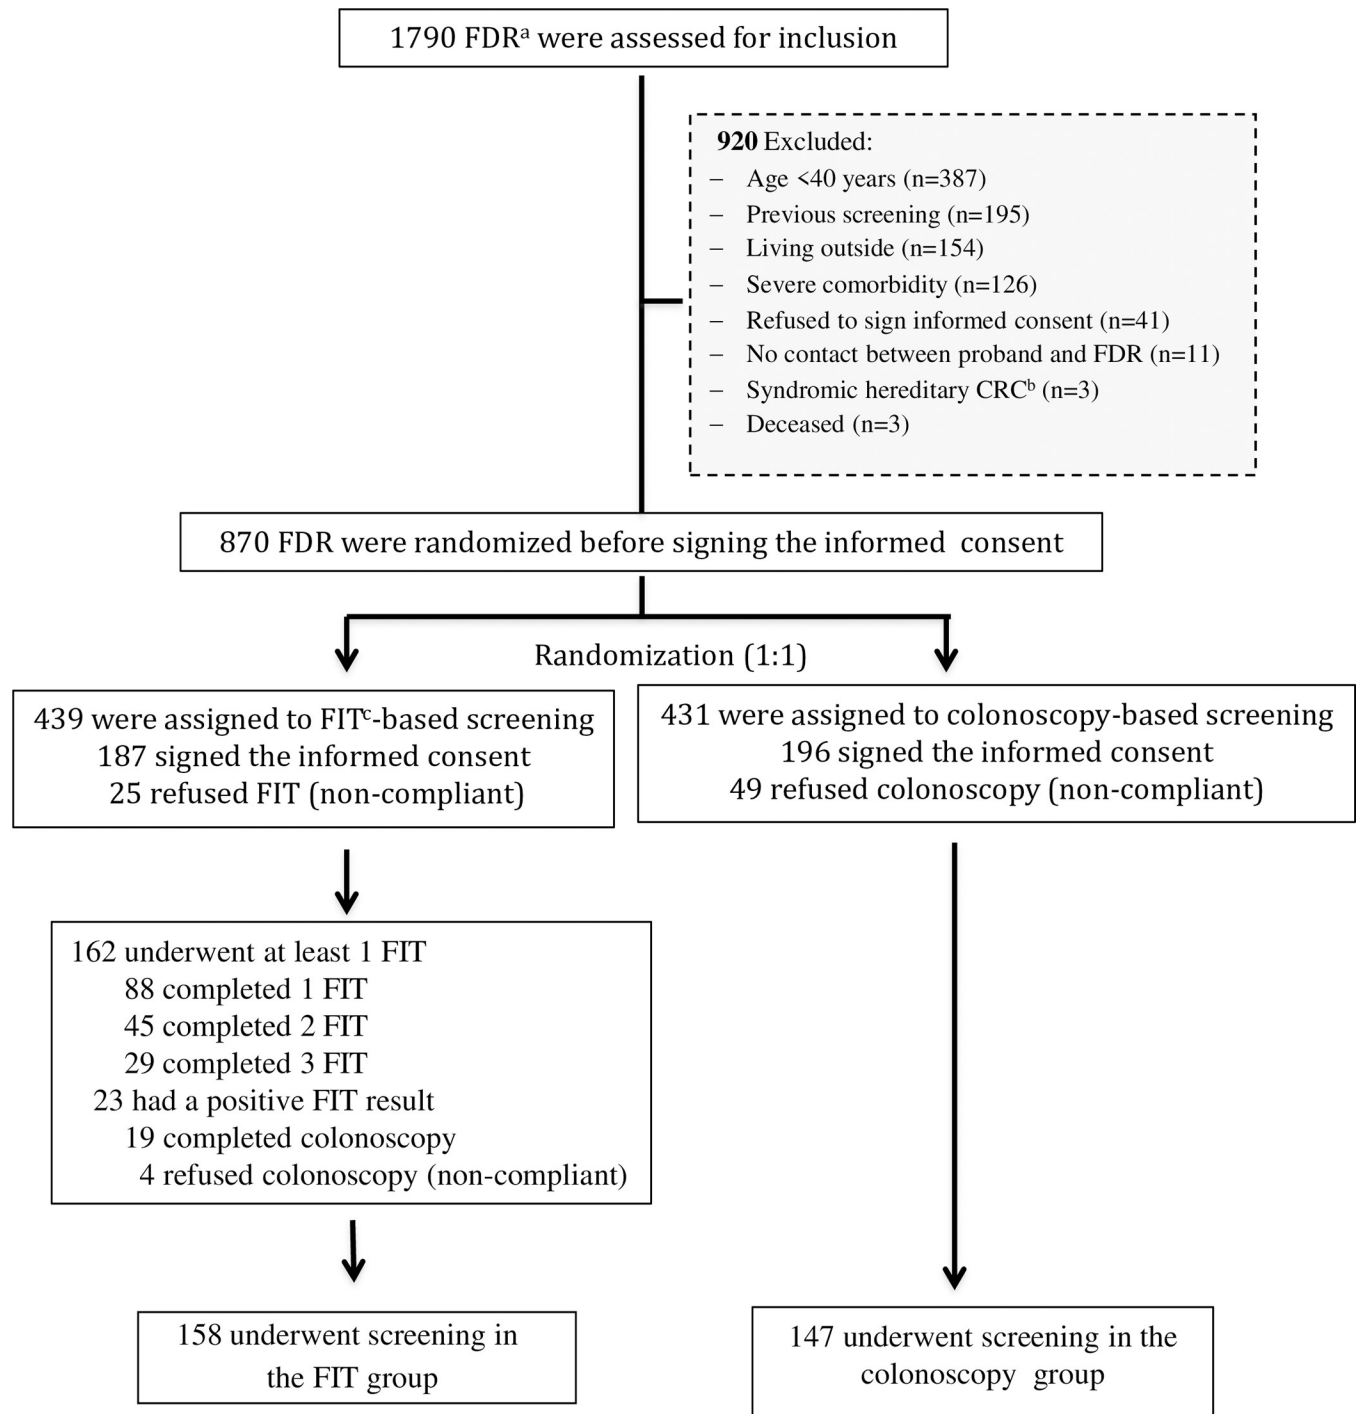 1790 FDRᵃ were assessed for inclusion
920 Excluded:
– Age <40 years (n=387)
– Previous screening (n=195)
– Living outside (n=154)
– Severe comorbidity (n=126)
– Refused to sign informed consent (n=41)
– No contact between proband and FDR (n=11)
– Syndromic hereditary CRCᵇ (n=3)
– Deceased (n=3)
870 FDR were randomized before signing the informed consent
Randomization (1:1)
439 were assigned to FITᶜ-based screening
187 signed the informed consent
25 refused FIT (non-compliant)
431 were assigned to colonoscopy-based screening
196 signed the informed consent
49 refused colonoscopy (non-compliant)
162 underwent at least 1 FIT
88 completed 1 FIT
45 completed 2 FIT
29 completed 3 FIT
23 had a positive FIT result
19 completed colonoscopy
4 refused colonoscopy (non-compliant)
158 underwent screening in
the FIT group
147 underwent screening in the
colonoscopy group